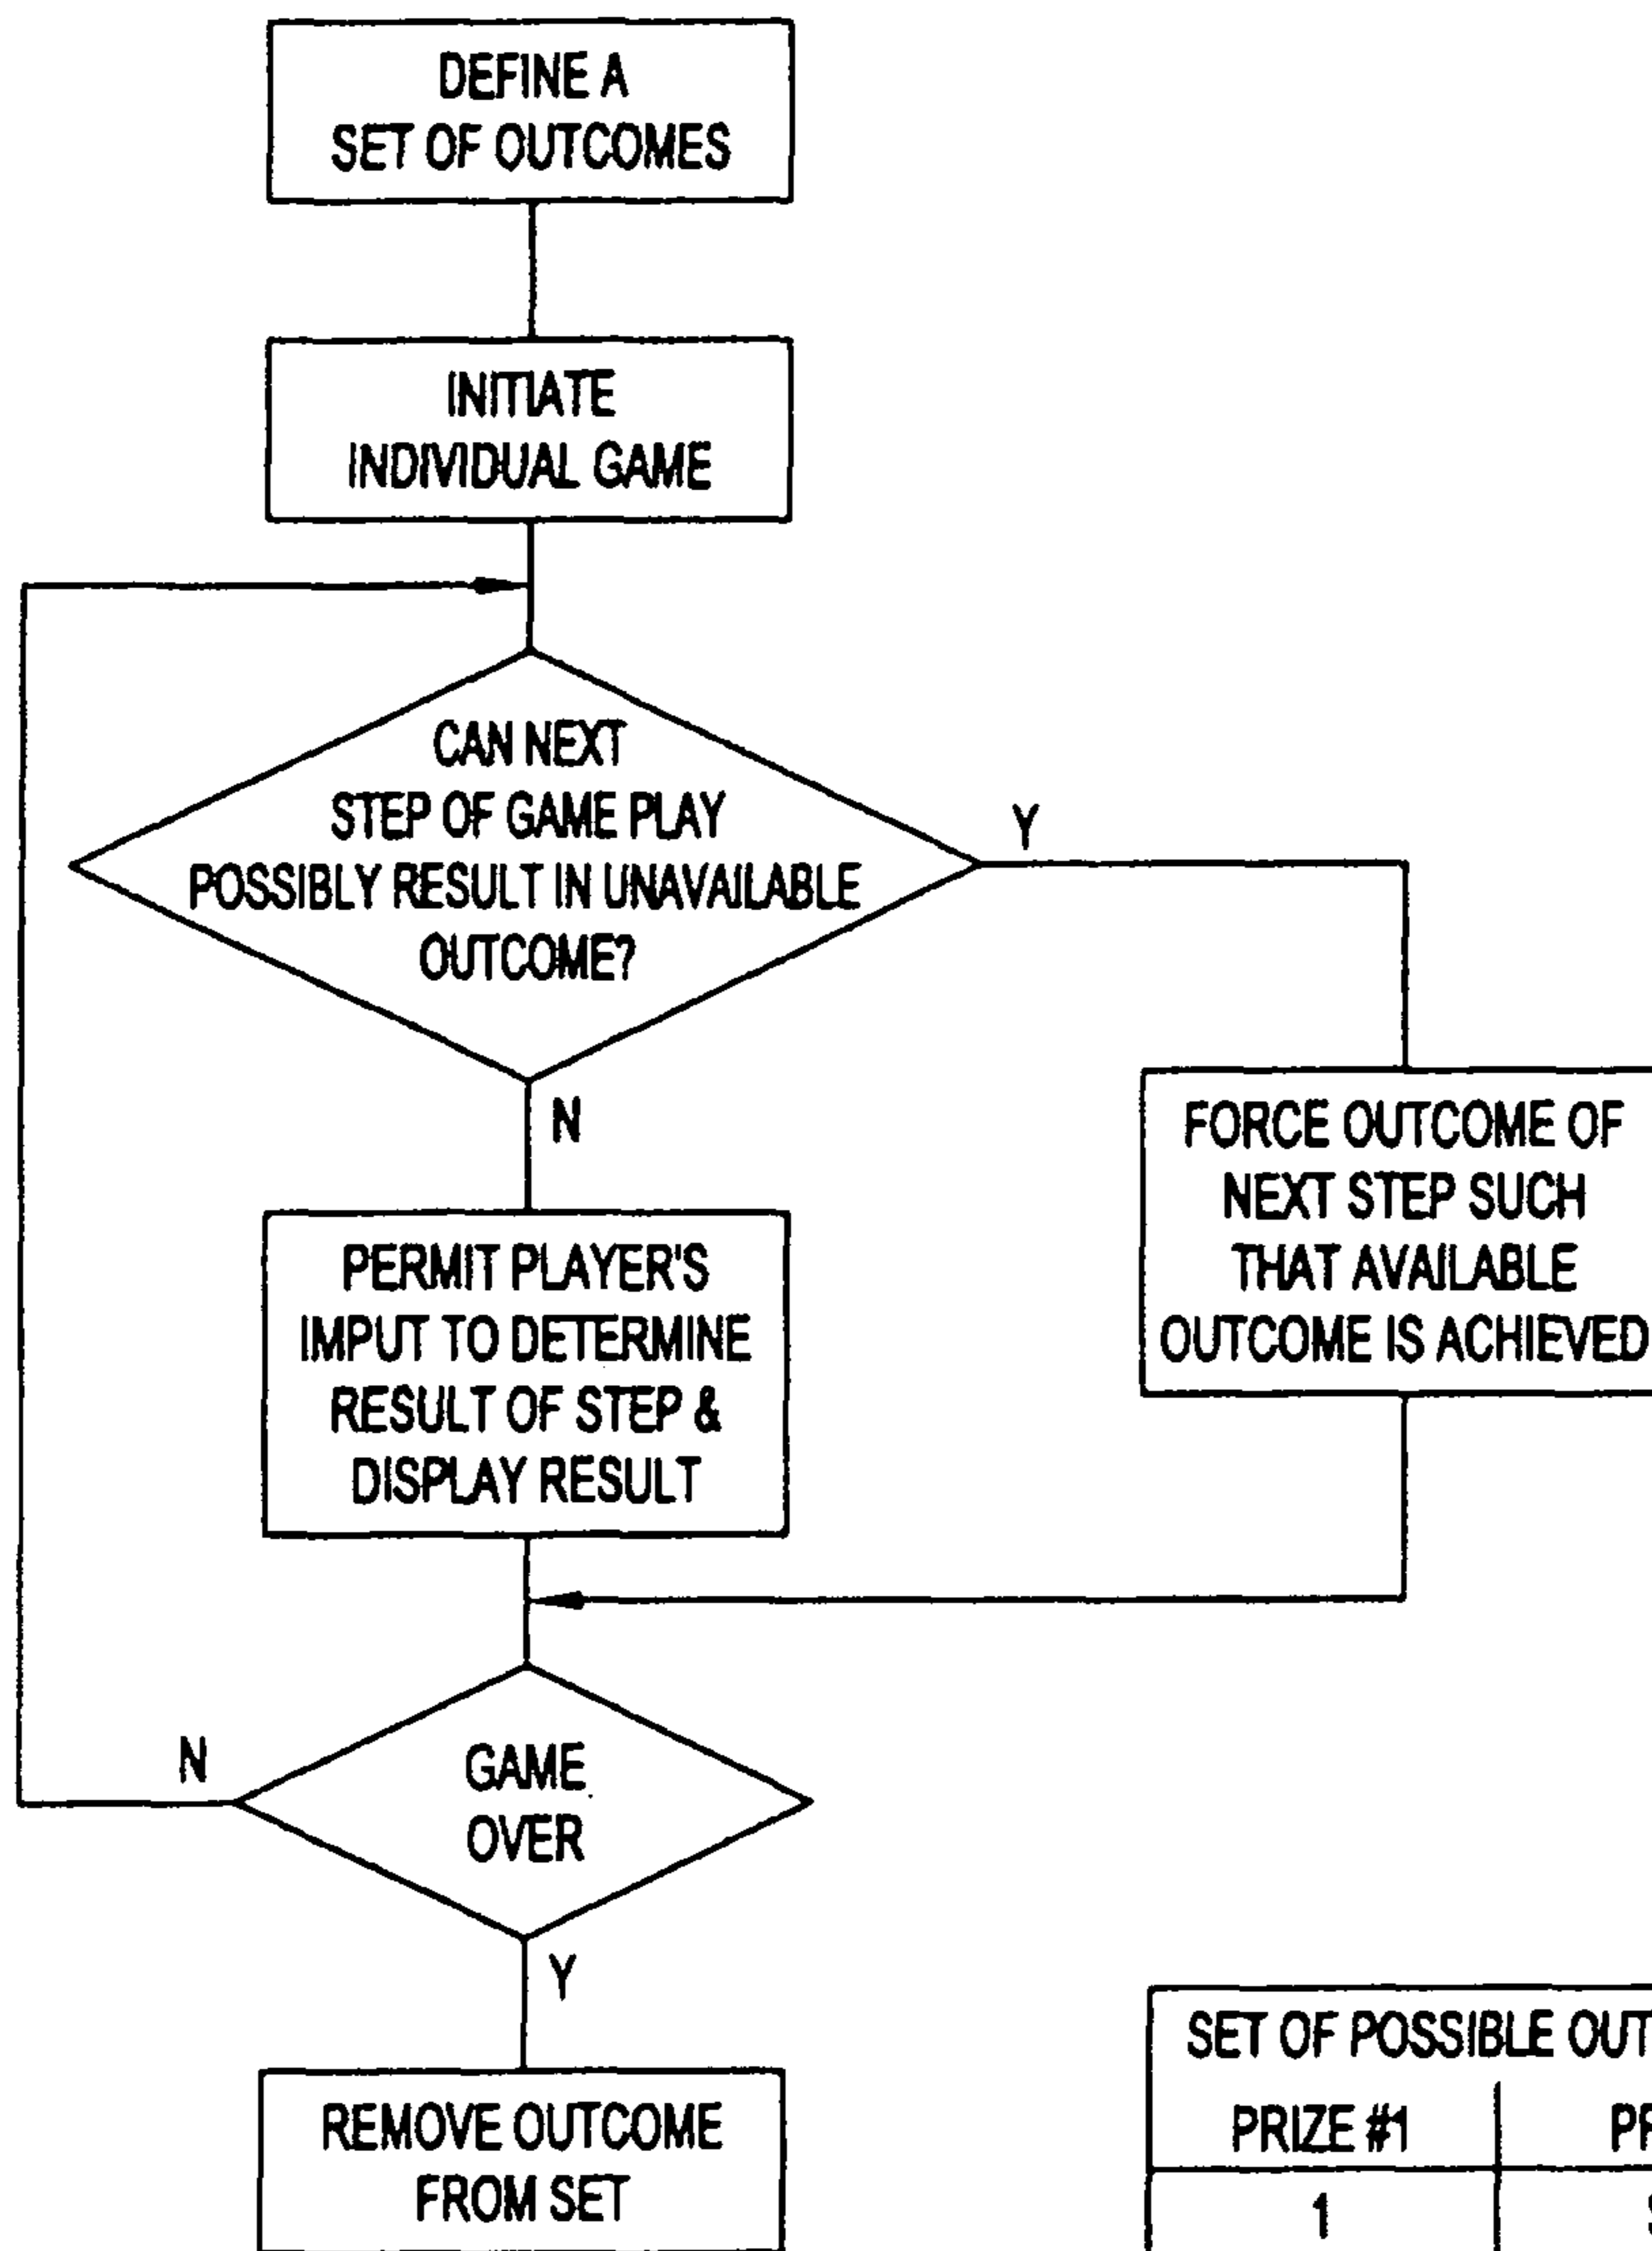 DEFINE A
SET OF OUTCOMES
INITIATE
INDIVIDUAL GAME
CAN NEXT
STEP OF GAME PLAY
POSSIBLY RESULT IN UNAVAILABLE
OUTCOME?
Y
N
FORCE OUTCOME OF
NEXT STEP SUCH
THAT AVAILABLE
OUTCOME IS ACHIEVED
PERMIT PLAYER'S
IMPUT TO DETERMINE
RESULT OF STEP &
DISPLAY RESULT
N
GAME
OVER
Y
REMOVE OUTCOME
FROM SET
SET OF POSSIBLE
PRIZE #1
1